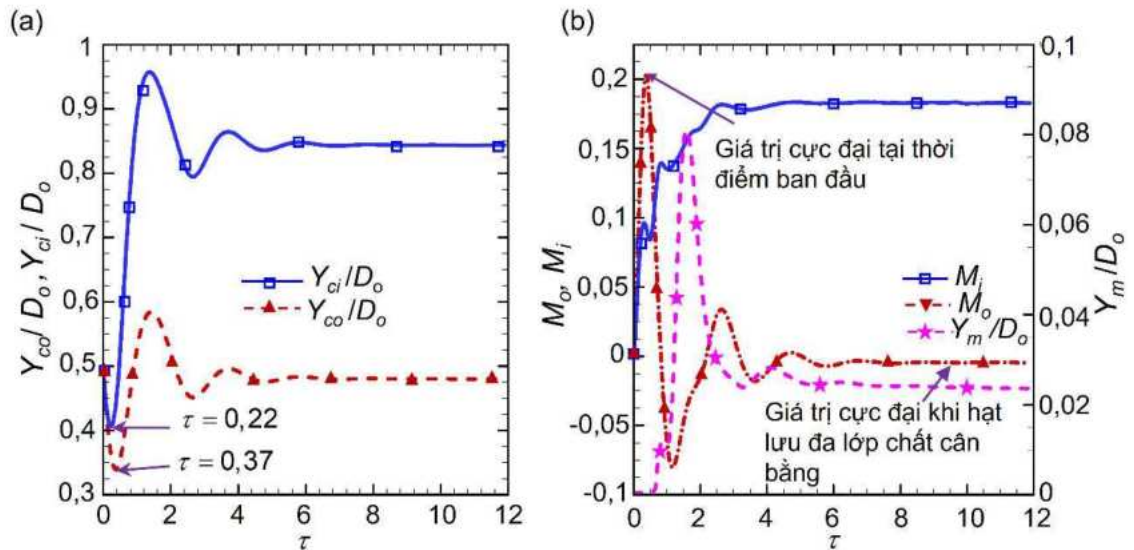 (a)
1
0,9
0,8
0,7
0,6
0,5
0,4
0,3
Y_co/D_o, Y_ci/D_o
Y_ci/D_o
Y_co/D_o
τ = 0,22
τ = 0,37
0 2 4 6 8 10 12
τ
(b)
0,2
0,15
0,1
0,05
0
-0,05
-0,1
M_o, M_i
Giá trị cực đại tại thời
điểm ban đầu
M_i
M_o
Y_m/D_o
Giá trị cực đại khi hạt
lưu đa lớp chất cân
bằng
0 2 4 6 8 10 12
τ
0,1
0,08
0,06
0,04
0,02
0
Y_m/D_o